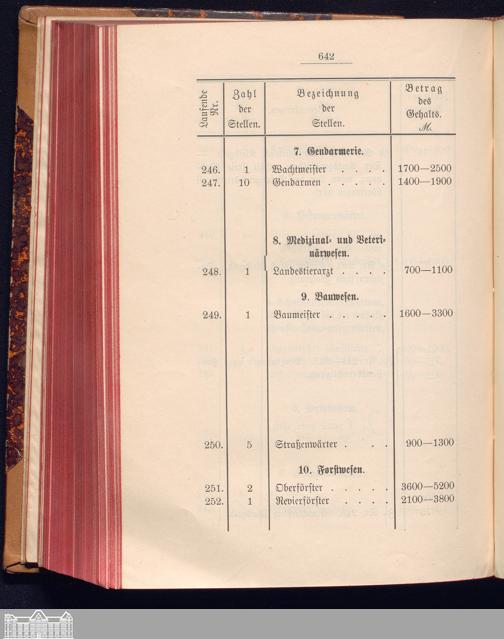 642
Laufende Nr. | Zahl der Stellen. | Bezeichnung der Stellen. | Betrag des Gehalts. M.
7. Gendarmerie.
246. 1 Wachtmeister . . . . 1700—2500
247. 10 Gendarmen . . . . . 1400—1900
8. Medizinal- und Veteri-
närwesen.
248. 1 Landestierarzt . . . . 700—1100
9. Bauwesen.
249. 1 Baumeister . . . . . 1600—3300
250. 5 Straßenwärter . . . 900—1300
10. Forstwesen.
251. 2 Oberförster . . . . . 3600—5200
252. 1 Revierförster . . . . 2100—3800